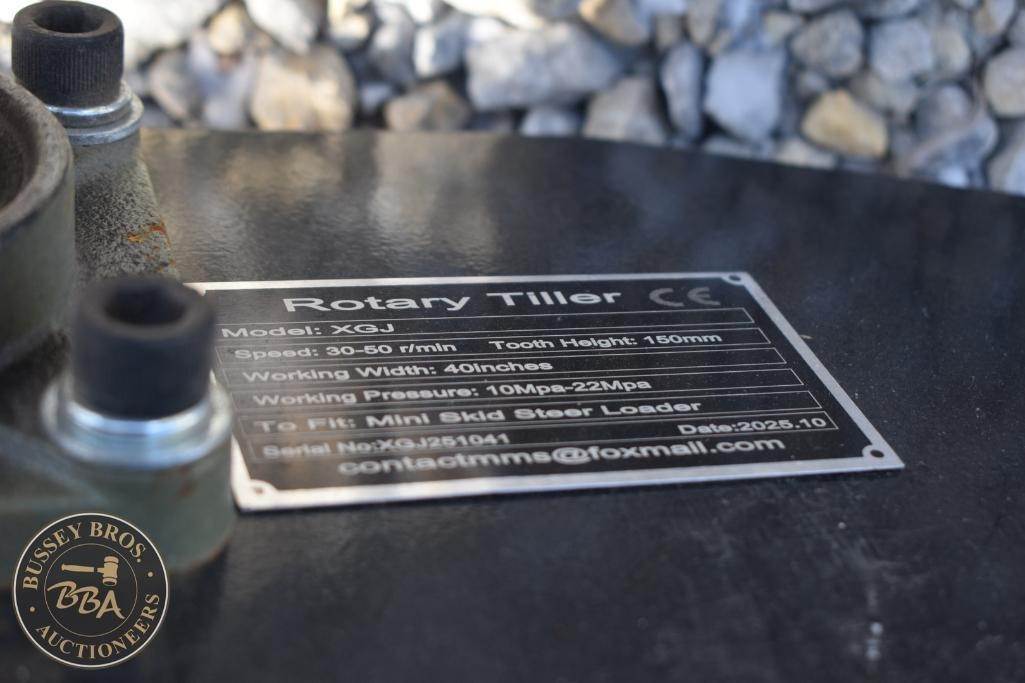 Rotary Tiller CE
Model: XGJ
Speed: 30-50 r/min Tooth Height: 150mm
Working Width: 40inches
Working Pressure: 10Mpa-22Mpa
To Fit: Mini Skid Steer Loader
Serial No:XGJ251041 Date:2025.10
contactmms@foxmail.com
BUSSEY BROS.
BBA
AUCTIONEERS